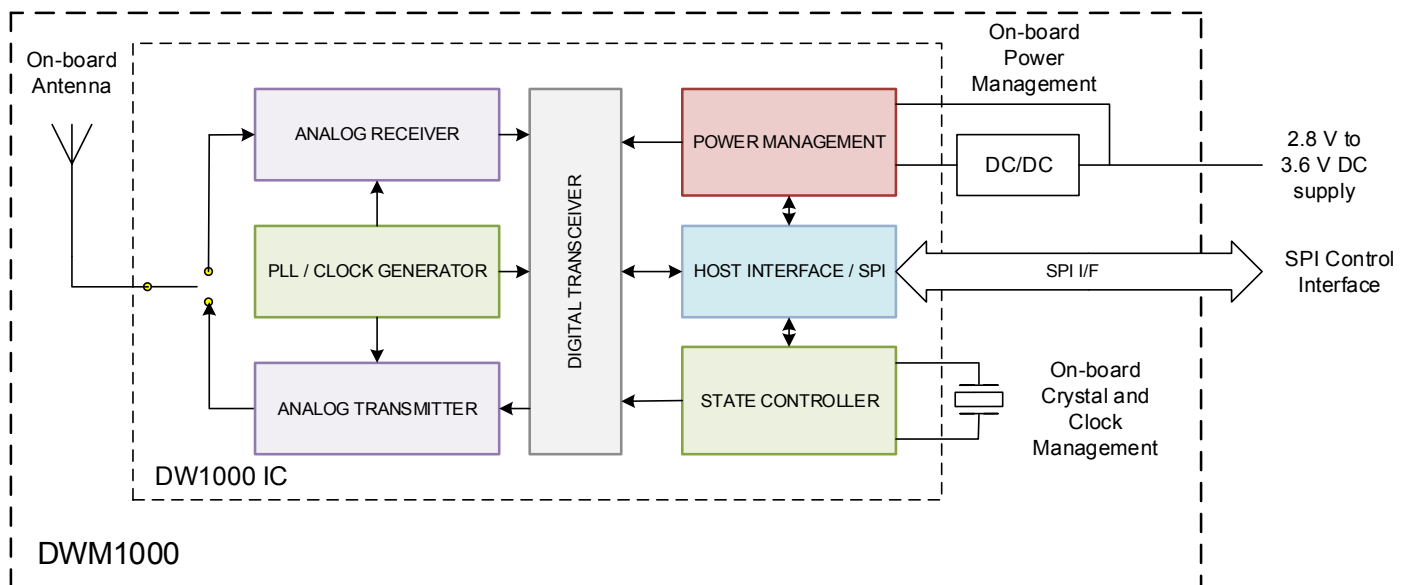 On-board
Antenna
ANALOG RECEIVER
PLL / CLOCK GENERATOR
ANALOG TRANSMITTER
DIGITAL TRANSCEIVER
POWER MANAGEMENT
HOST INTERFACE / SPI
STATE CONTROLLER
On-board
Power
Management
DC/DC
2.8 V to
3.6 V DC
supply
SPI I/F
SPI Control
Interface
On-board
Crystal and
Clock
Management
DW1000 IC
DWM1000